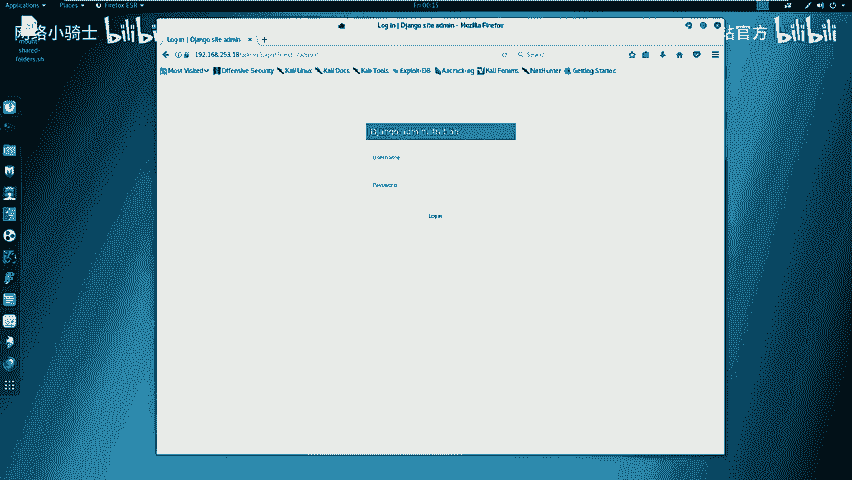 Applications Places Firefox ESR Fri 00:15
网络小骑士 bilibili
站官方 bilibili
mount-
shared-
folders.sh
Log in | Django site admin - Mozilla Firefox
Log in | Django site admin
192.168.253.18
Search
Most Visited Offensive Security Kali Linux Kali Docs Kali Tools Exploit-DB Aircrack-ng Kali Forums NetHunter Getting Started
Django administration
Username
Password
Log in